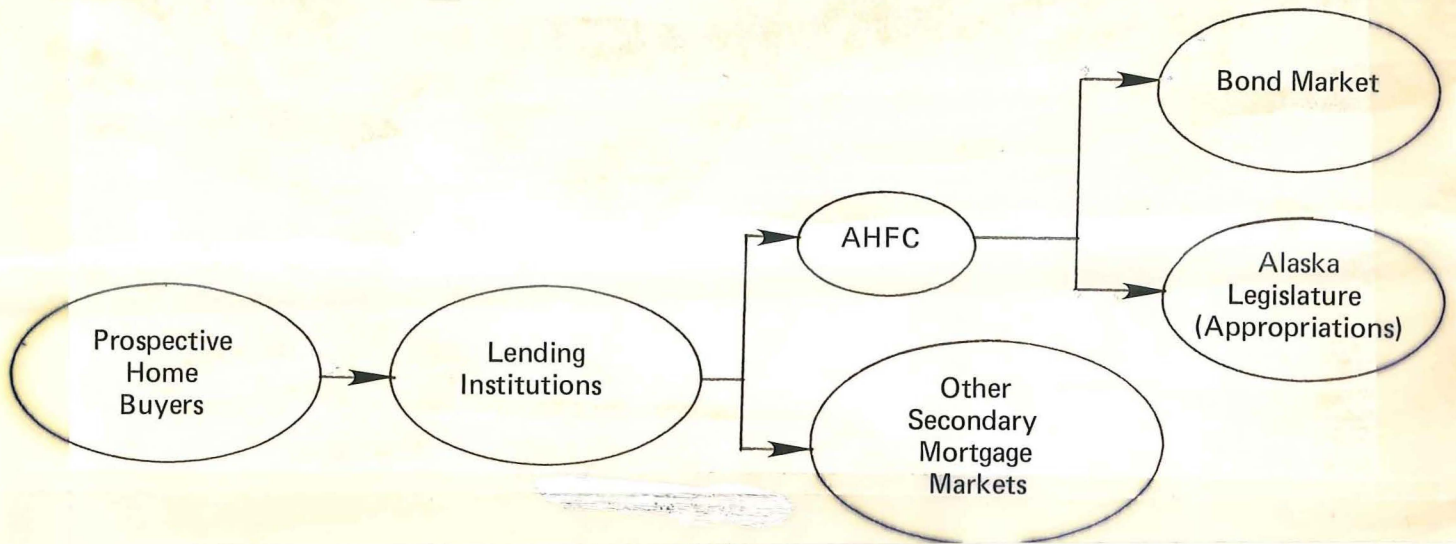 Prospective
Home
Buyers
Lending
Institutions
AHFC
Other
Secondary
Mortgage
Markets
Bond Market
Alaska
Legislature
(Appropriations)